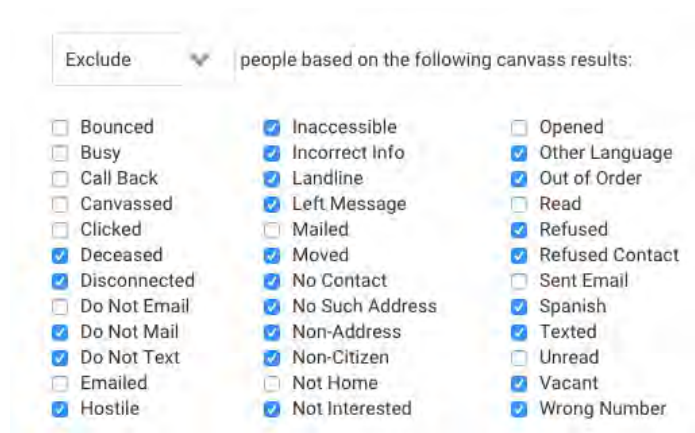 Exclude people based on the following canvass results:
Bounced
Busy
Call Back
Canvassed
Clicked
Deceased
Disconnected
Do Not Email
Do Not Mail
Do Not Text
Emailed
Hostile
Inaccessible
Incorrect Info
Landline
Left Message
Mailed
Moved
No Contact
No Such Address
Non-Address
Non-Citizen
Not Home
Not Interested
Opened
Other Language
Out of Order
Read
Refused
Refused Contact
Sent Email
Spanish
Texted
Unread
Vacant
Wrong Number